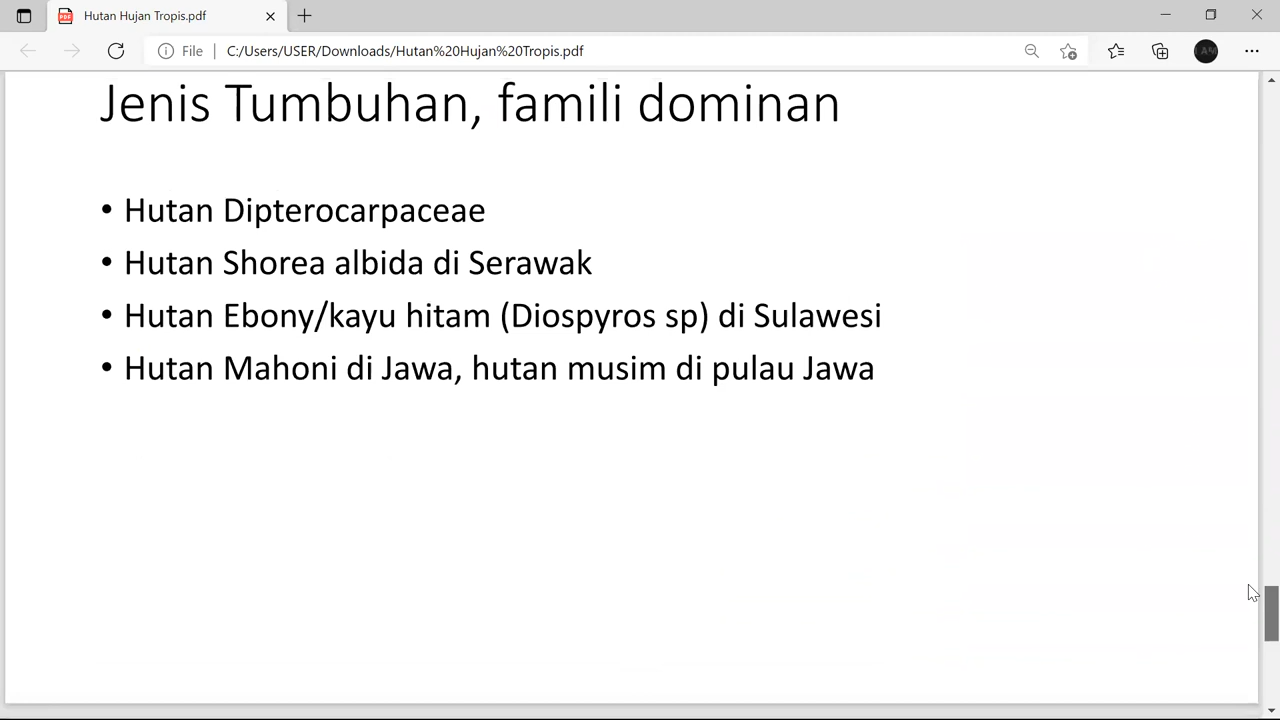 Hutan Hujan Tropis.pdf
File | C:/Users/USER/Downloads/Hutan%20Hujan%20Tropis.pdf
Jenis Tumbuhan, famili dominan
• Hutan Dipterocarpaceae
• Hutan Shorea albida di Serawak
• Hutan Ebony/kayu hitam (Diospyros sp) di Sulawesi
• Hutan Mahoni di Jawa, hutan musim di pulau Jawa